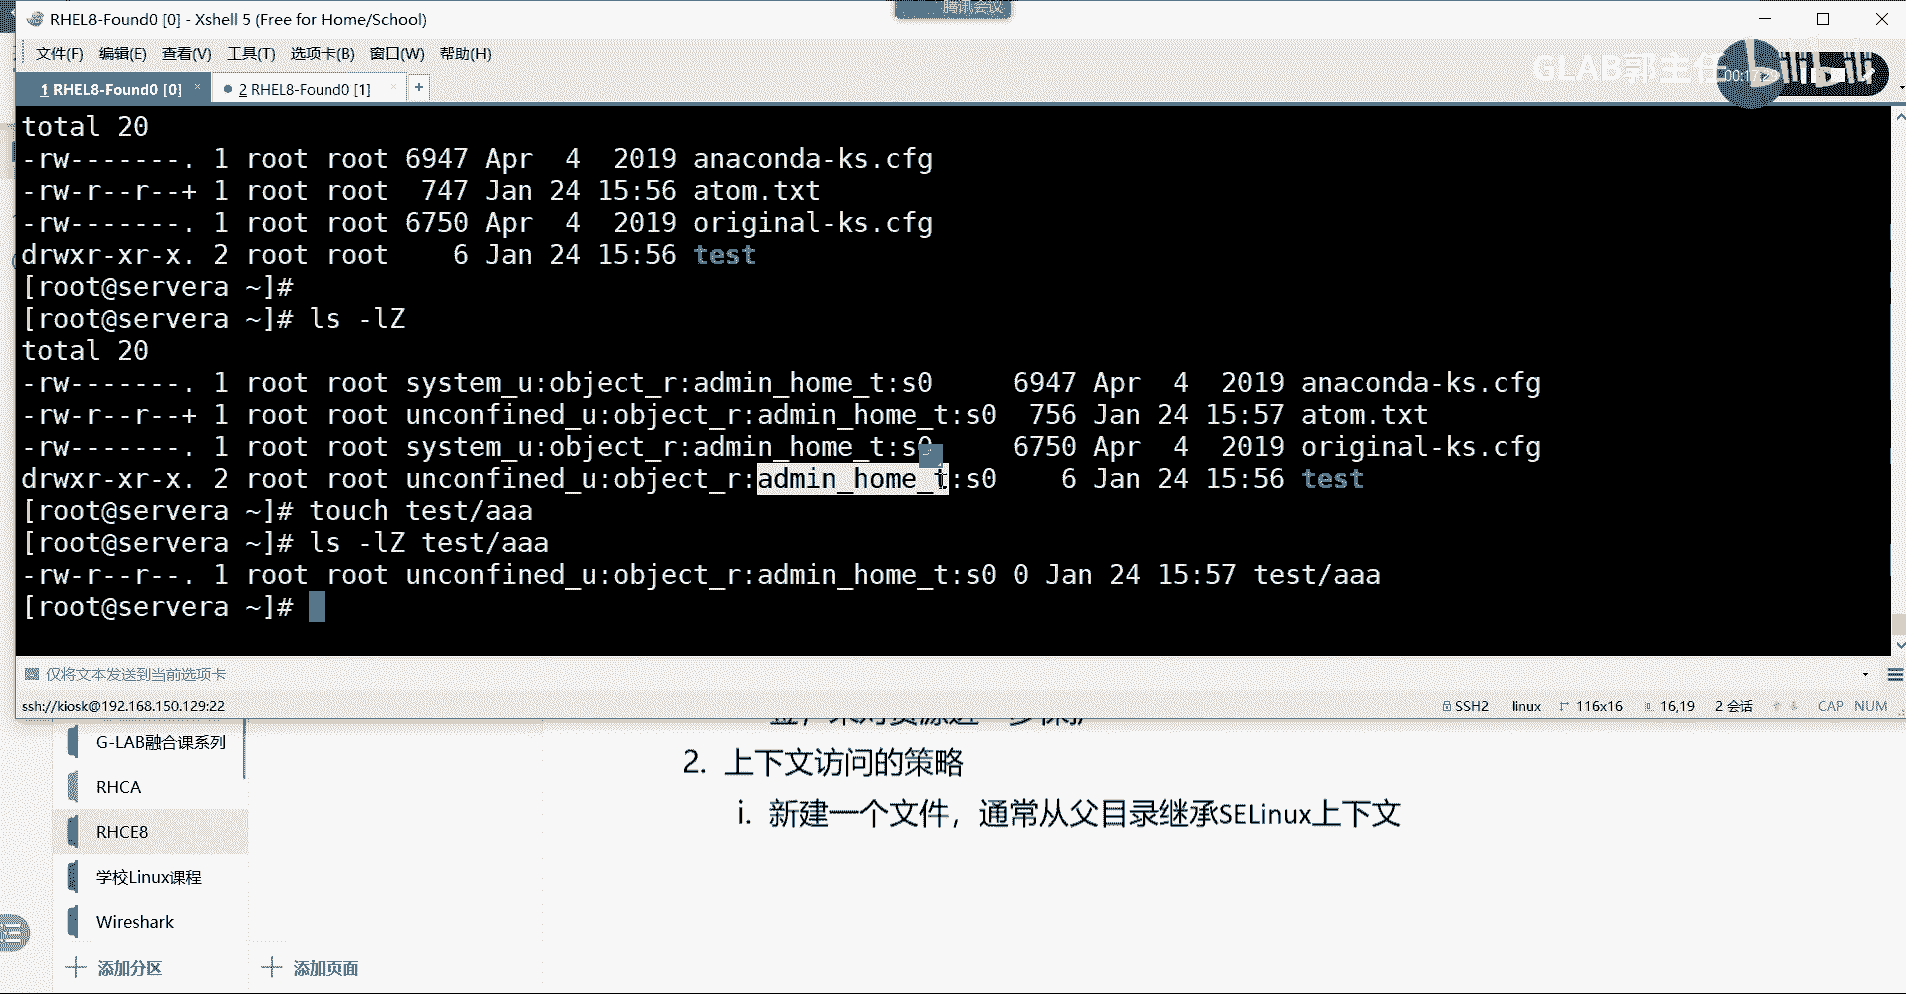 RHEL8-Found0 [0] - Xshell 5 (Free for Home/School)
腾讯会议
文件(F) 编辑(E) 查看(V) 工具(T) 选项卡(B) 窗口(W) 帮助(H)
GLAB郭主任
bilibili
1 RHEL8-Found0 [0] × 2 RHEL8-Found0 [1] × +
total 20
-rw-------. 1 root root 6947 Apr  4  2019 anaconda-ks.cfg
-rw-r--r--+ 1 root root  747 Jan 24 15:56 atom.txt
-rw-------. 1 root root 6750 Apr  4  2019 original-ks.cfg
drwxr-xr-x. 2 root root    6 Jan 24 15:56 test
[root@servera ~]#
[root@servera ~]# ls -lZ
total 20
-rw-------. 1 root root system_u:object_r:admin_home_t:s0     6947 Apr  4  2019 anaconda-ks.cfg
-rw-r--r--+ 1 root root unconfined_u:object_r:admin_home_t:s0  756 Jan 24 15:57 atom.txt
-rw-------. 1 root root system_u:object_r:admin_home_t:s0     6750 Apr  4  2019 original-ks.cfg
drwxr-xr-x. 2 root root unconfined_u:object_r:admin_home_t:s0    6 Jan 24 15:56 test
[root@servera ~]# touch test/aaa
[root@servera ~]# ls -lZ test/aaa
-rw-r--r--. 1 root root unconfined_u:object_r:admin_home_t:s0 0 Jan 24 15:57 test/aaa
[root@servera ~]#
仅将文本发送到当前选项卡
ssh://kiosk@192.168.150.129:22 SSH2 linux 116x16 16,19 2 会话 CAP NUM
G-LAB融合课系列
RHCA
RHCE8
学校Linux课程
Wireshark
添加分区 添加页面
2. 上下文访问的策略
i. 新建一个文件，通常从父目录继承SELinux上下文